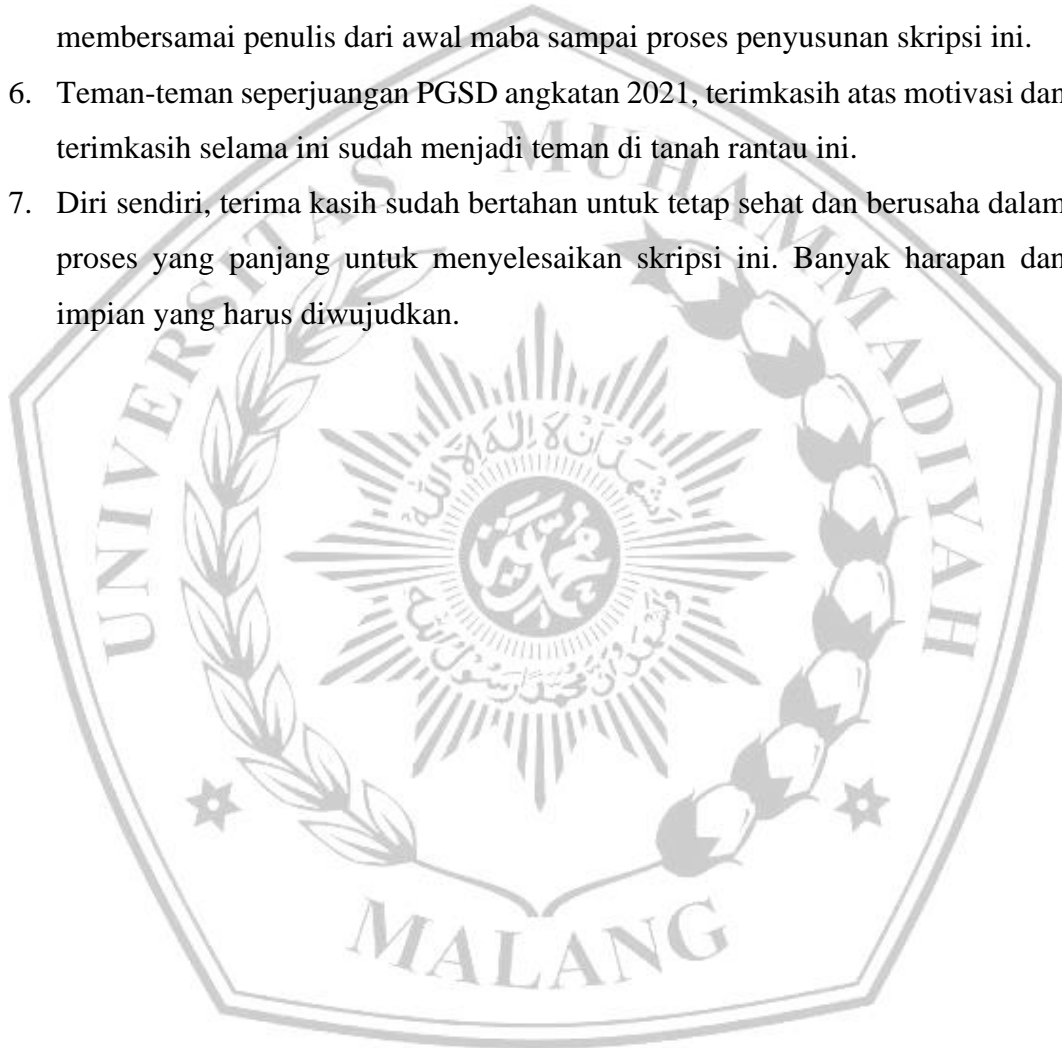 membersamai penulis dari awal maba sampai proses penyusunan skripsi ini.
6. Teman-teman seperjuangan PGSD angkatan 2021, terimkasih atas motivasi dan
terimkasih selama ini sudah menjadi teman di tanah rantau ini.
7. Diri sendiri, terima kasih sudah bertahan untuk tetap sehat dan berusaha dalam
proses yang panjang untuk menyelesaikan skripsi ini. Banyak harapan dan
impian yang harus diwujudkan.
UNIVERSITAS MUHAMMADIYAH
MALANG